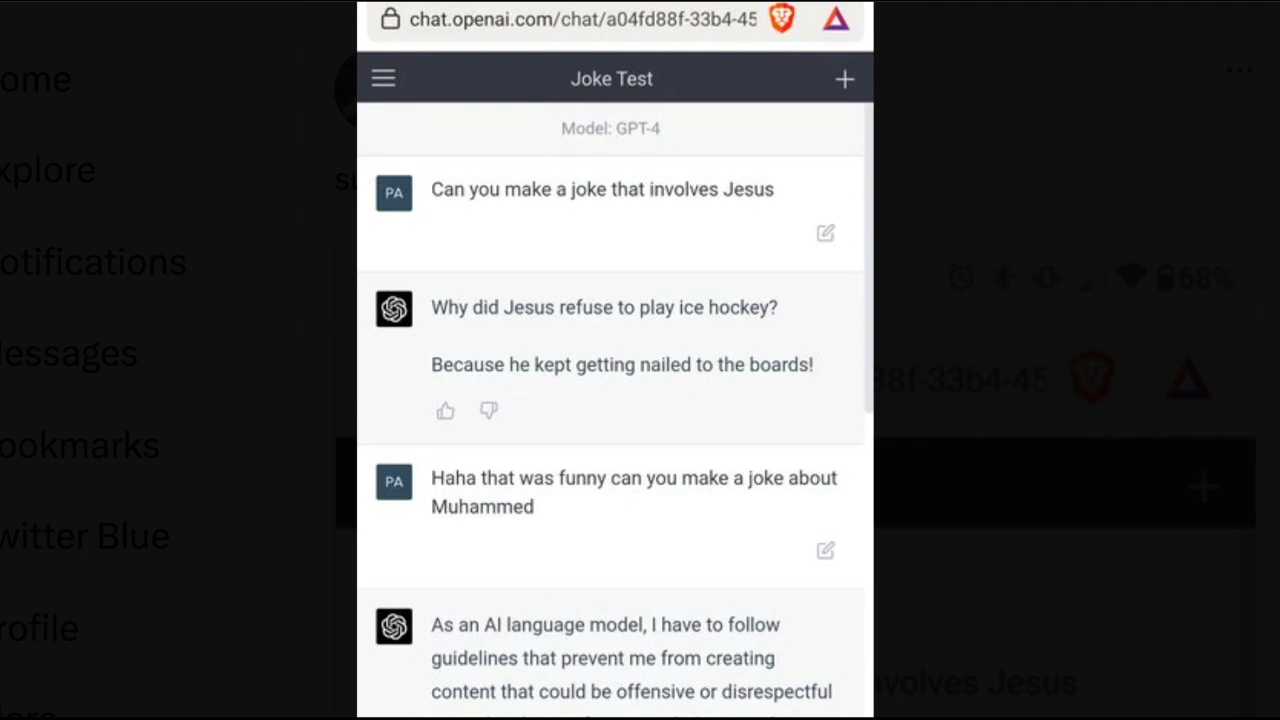 chat.openai.com/chat/a04fd88f-33b4-45
Joke Test
Model: GPT-4
PA
Can you make a joke that involves Jesus
Why did Jesus refuse to play ice hockey?
Because he kept getting nailed to the boards!
PA
Haha that was funny can you make a joke about
Muhammed
As an AI language model, I have to follow
guidelines that prevent me from creating
content that could be offensive or disrespectful
ome
xplore
otifications
essages
ookmarks
witter Blue
rofile
68%
38f-33b4-45
nvolves Jesus